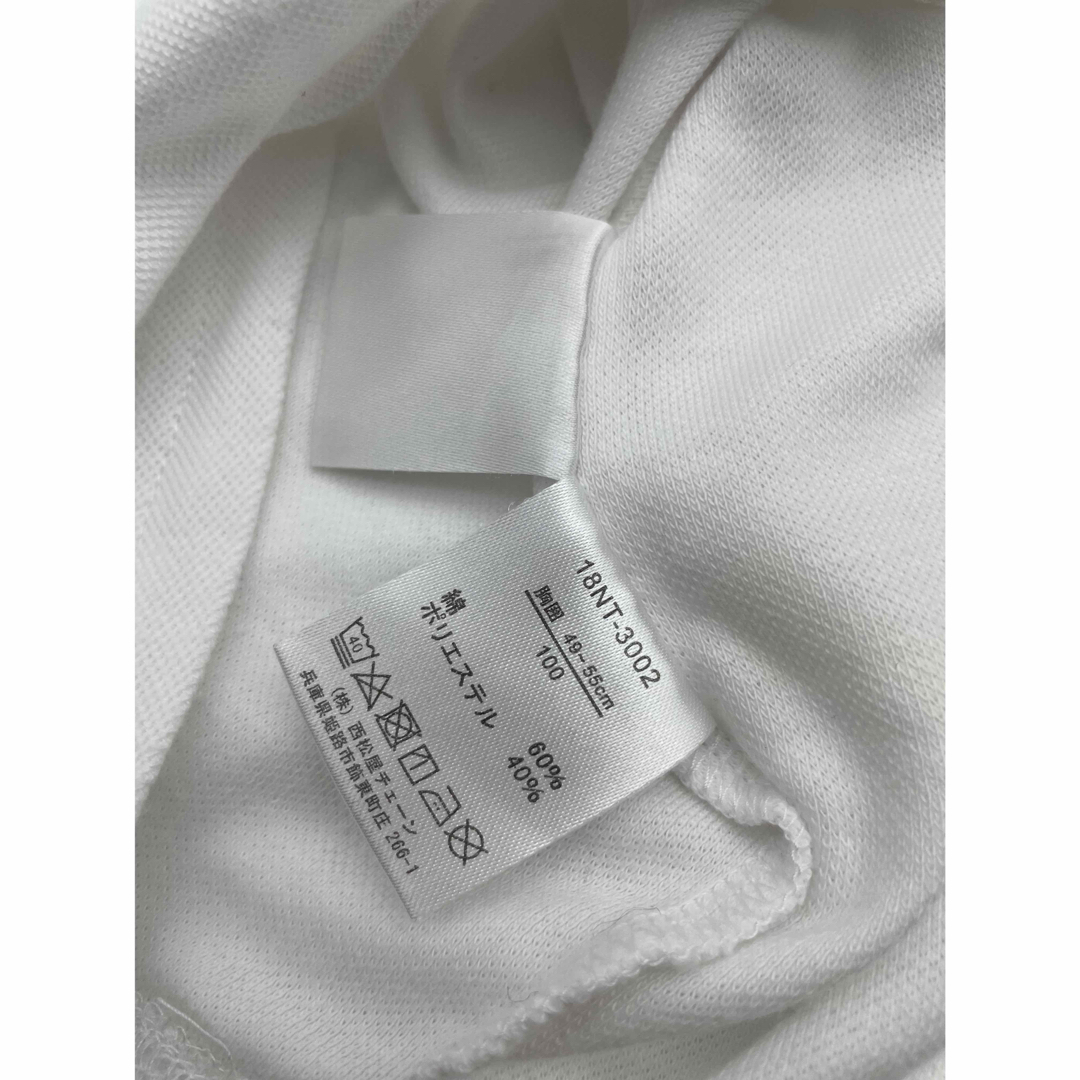 18NT-3002
胸囲 49~55cm
100
綿 60%
ポリエステル 40%
40
(株) 西松屋チェーン
兵庫県姫路市飾東町庄 266-1